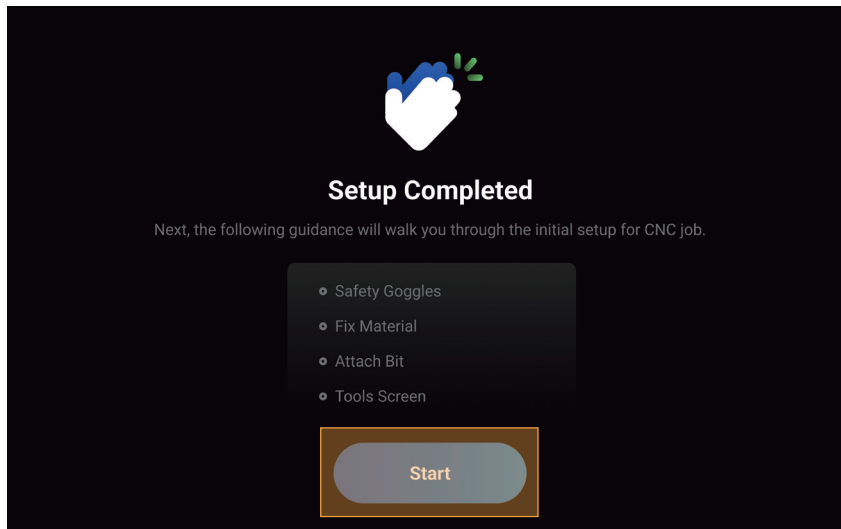 Setup Completed
Next, the following guidance will walk you through the initial setup for CNC job.
Safety Goggles
Fix Material
Attach Bit
Tools Screen
Start